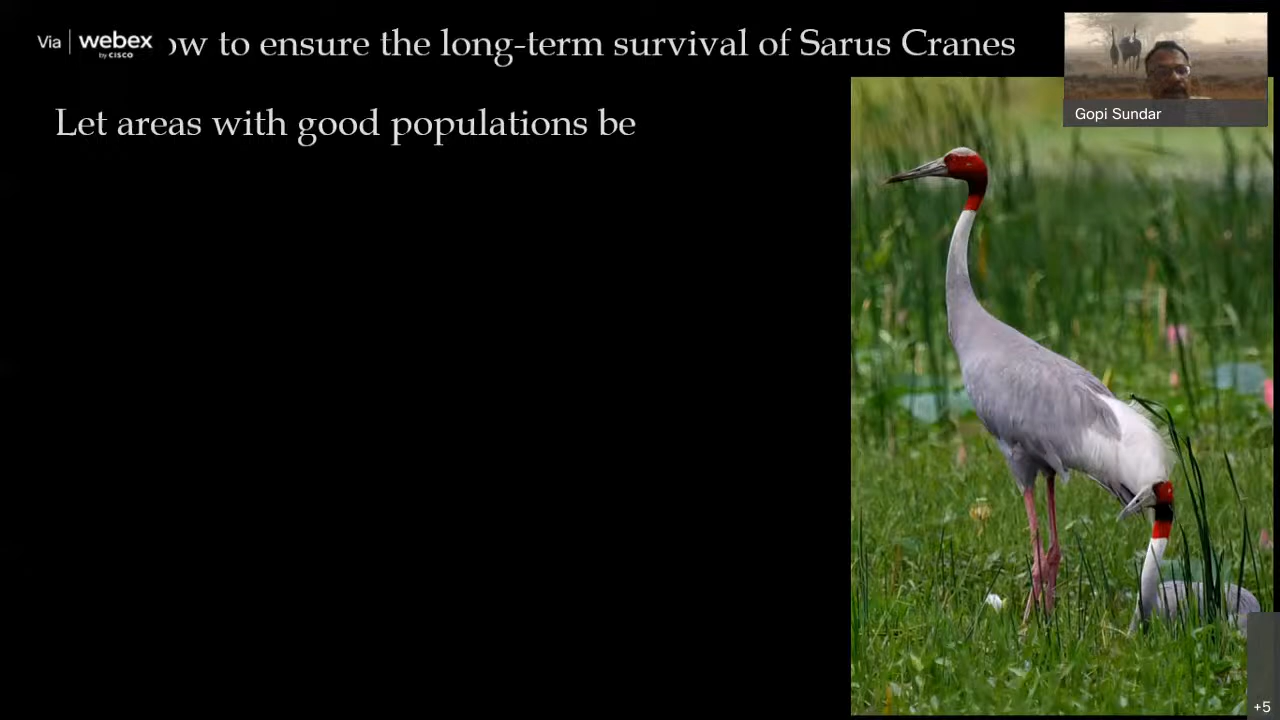 Via webex
by CISCO
ow to ensure the long-term survival of Sarus Cranes
Let areas with good populations be
Gopi Sundar
+5